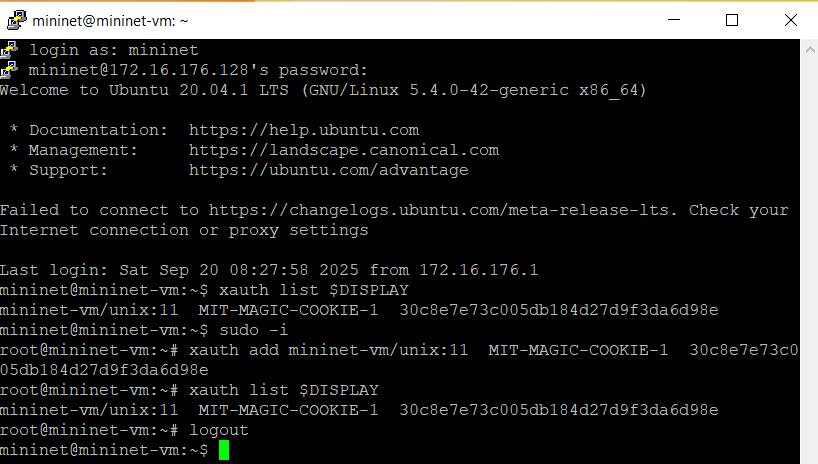 mininet@mininet-vm: ~
login as: mininet
mininet@172.16.176.128's password:
Welcome to Ubuntu 20.04.1 LTS (GNU/Linux 5.4.0-42-generic x86_64)
* Documentation:  https://help.ubuntu.com
* Management:     https://landscape.canonical.com
* Support:        https://ubuntu.com/advantage
Failed to connect to https://changelogs.ubuntu.com/meta-release-lts. Check your
Internet connection or proxy settings
Last login: Sat Sep 20 08:27:58 2025 from 172.16.176.1
mininet@mininet-vm:~$ xauth list $DISPLAY
mininet-vm/unix:11  MIT-MAGIC-COOKIE-1  30c8e7e73c005db184d27d9f3da6d98e
mininet@mininet-vm:~$ sudo -i
root@mininet-vm:~# xauth add mininet-vm/unix:11  MIT-MAGIC-COOKIE-1  30c8e7e73c0
05db184d27d9f3da6d98e
root@mininet-vm:~# xauth list $DISPLAY
mininet-vm/unix:11  MIT-MAGIC-COOKIE-1  30c8e7e73c005db184d27d9f3da6d98e
root@mininet-vm:~# logout
mininet@mininet-vm:~$